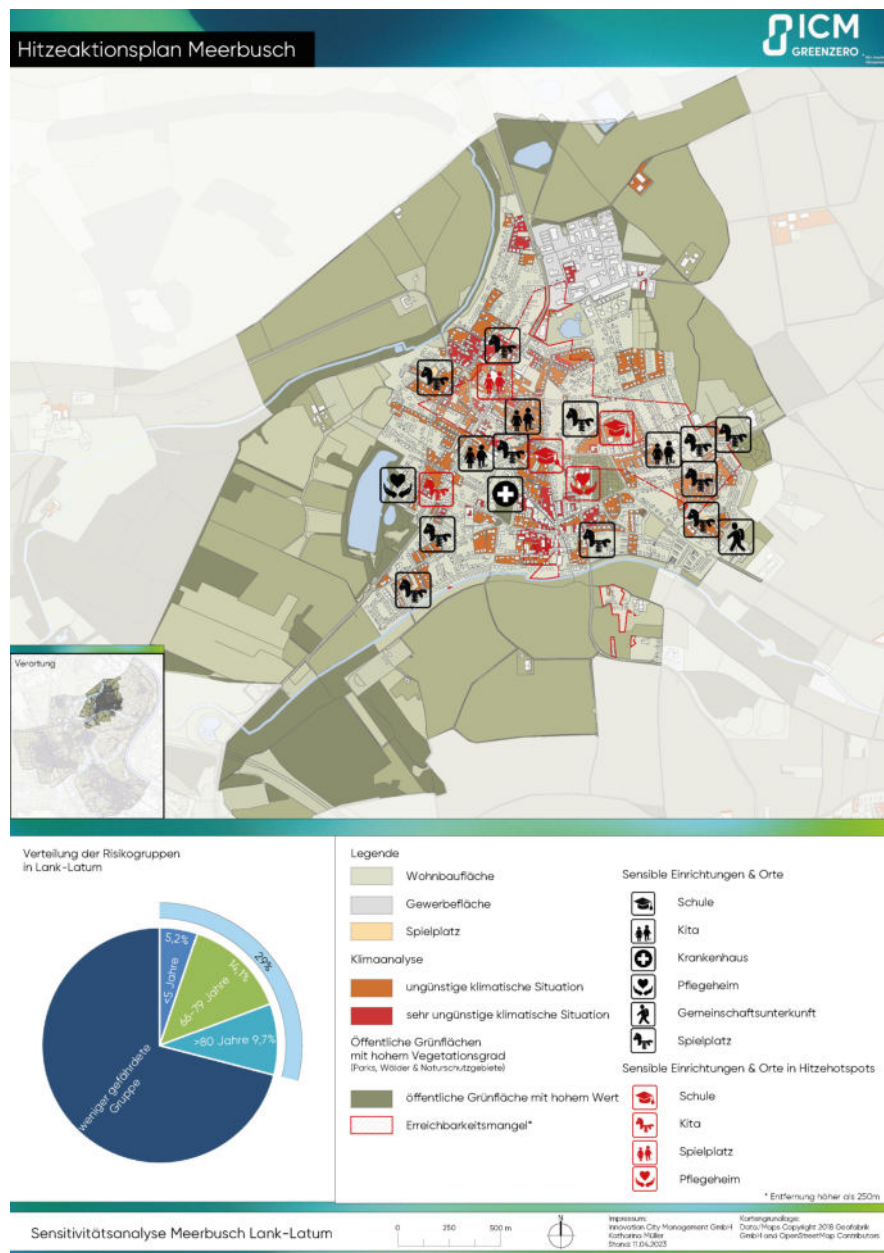 Hitzeaktionsplan Meerbusch
ICM
GREENZERO
Verortung
Verteilung der Risikogruppen
in Lank-Latum
5,2%
<5 Jahre
14,1%
66-79 Jahre
29%
>80 Jahre 9,7%
weniger gefährdete
Gruppe
Legende
Wohnbaufläche
Gewerbefläche
Spielplatz
Klimaanalyse
ungünstige klimatische Situation
sehr ungünstige klimatische Situation
Öffentliche Grünflächen
mit hohem Vegetationsgrad
(Parks, Wälder & Naturschutzgebiete)
öffentliche Grünfläche mit hohem Wert
Erreichbarkeitsmangel*
Sensible Einrichtungen & Orte
Schule
Kita
Krankenhaus
Pflegeheim
Gemeinschaftsunterkunft
Spielplatz
Sensible Einrichtungen & Orte in Hitzehotspots
Schule
Kita
Spielplatz
Pflegeheim
* Entfernung höher als 250m
Sensitivitätsanalyse Meerbusch Lank-Latum
0 250 500 m
N
Impressum:
Innovation City Management GmbH
Katharina Müller
Stand: 11.06.2023
Kartengrundlage:
Data/Maps Copyright 2018 Geofabrik
GmbH and OpenStreetMap Contributors